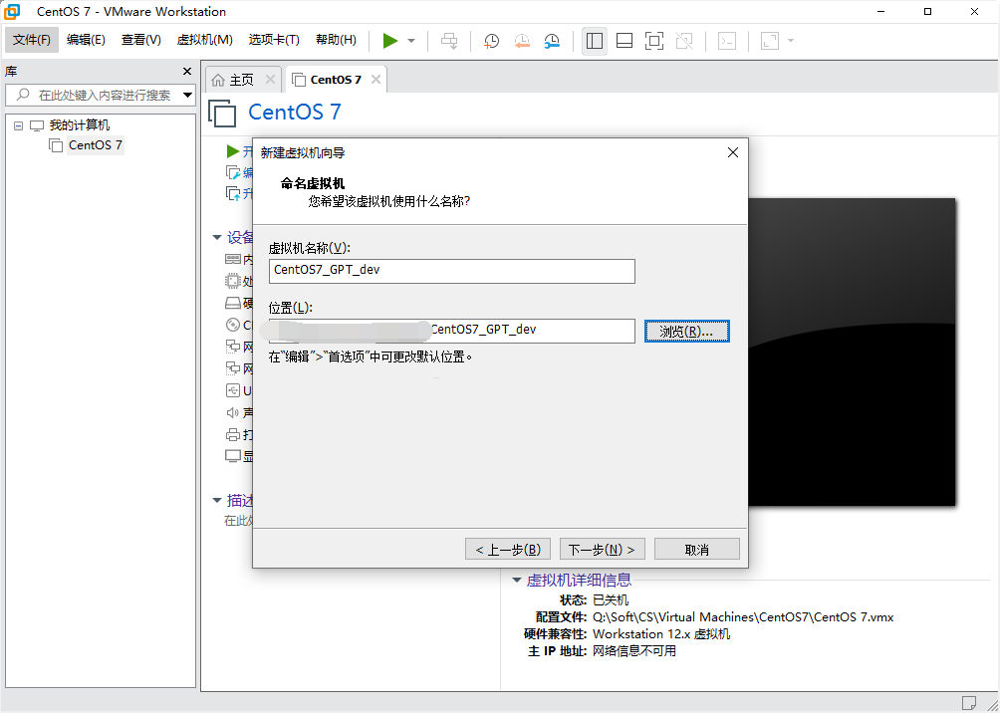 CentOS 7 - VMware Workstation
文件(F) 编辑(E) 查看(V) 虚拟机(M) 选项卡(T) 帮助(H)
库
在此处键入内容进行搜索
我的计算机
CentOS 7
主页 CentOS 7
CentOS 7
新建虚拟机向导
命名虚拟机
您希望该虚拟机使用什么名称?
虚拟机名称(V):
CentOS7_GPT_dev
位置(L):
CentOS7_GPT_dev
浏览(R)...
在“编辑”>“首选项”中可更改默认位置。
< 上一步(B) 下一步(N) > 取消
开
编
升
设备
内
处
硬
网
网
声
打
显
描述
在此
虚拟机详细信息
状态: 已关机
配置文件: Q:\Soft\CS\Virtual Machines\CentOS7\CentOS 7.vmx
硬件兼容性: Workstation 12.x 虚拟机
主 IP 地址: 网络信息不可用